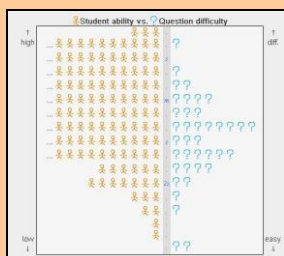 Student ability vs. ? Question difficulty
↑ ↑
high diff.
... ?
...
... ?
... ? ?
... ? ? ? ?
... ? ? ? ?
... ? ? ? ? ? ? ? ?
... ? ? ? ?
... ? ? ? ? ? ?
? ? ? ?
? ?
?
?
low easy
? ?
↓ ↓